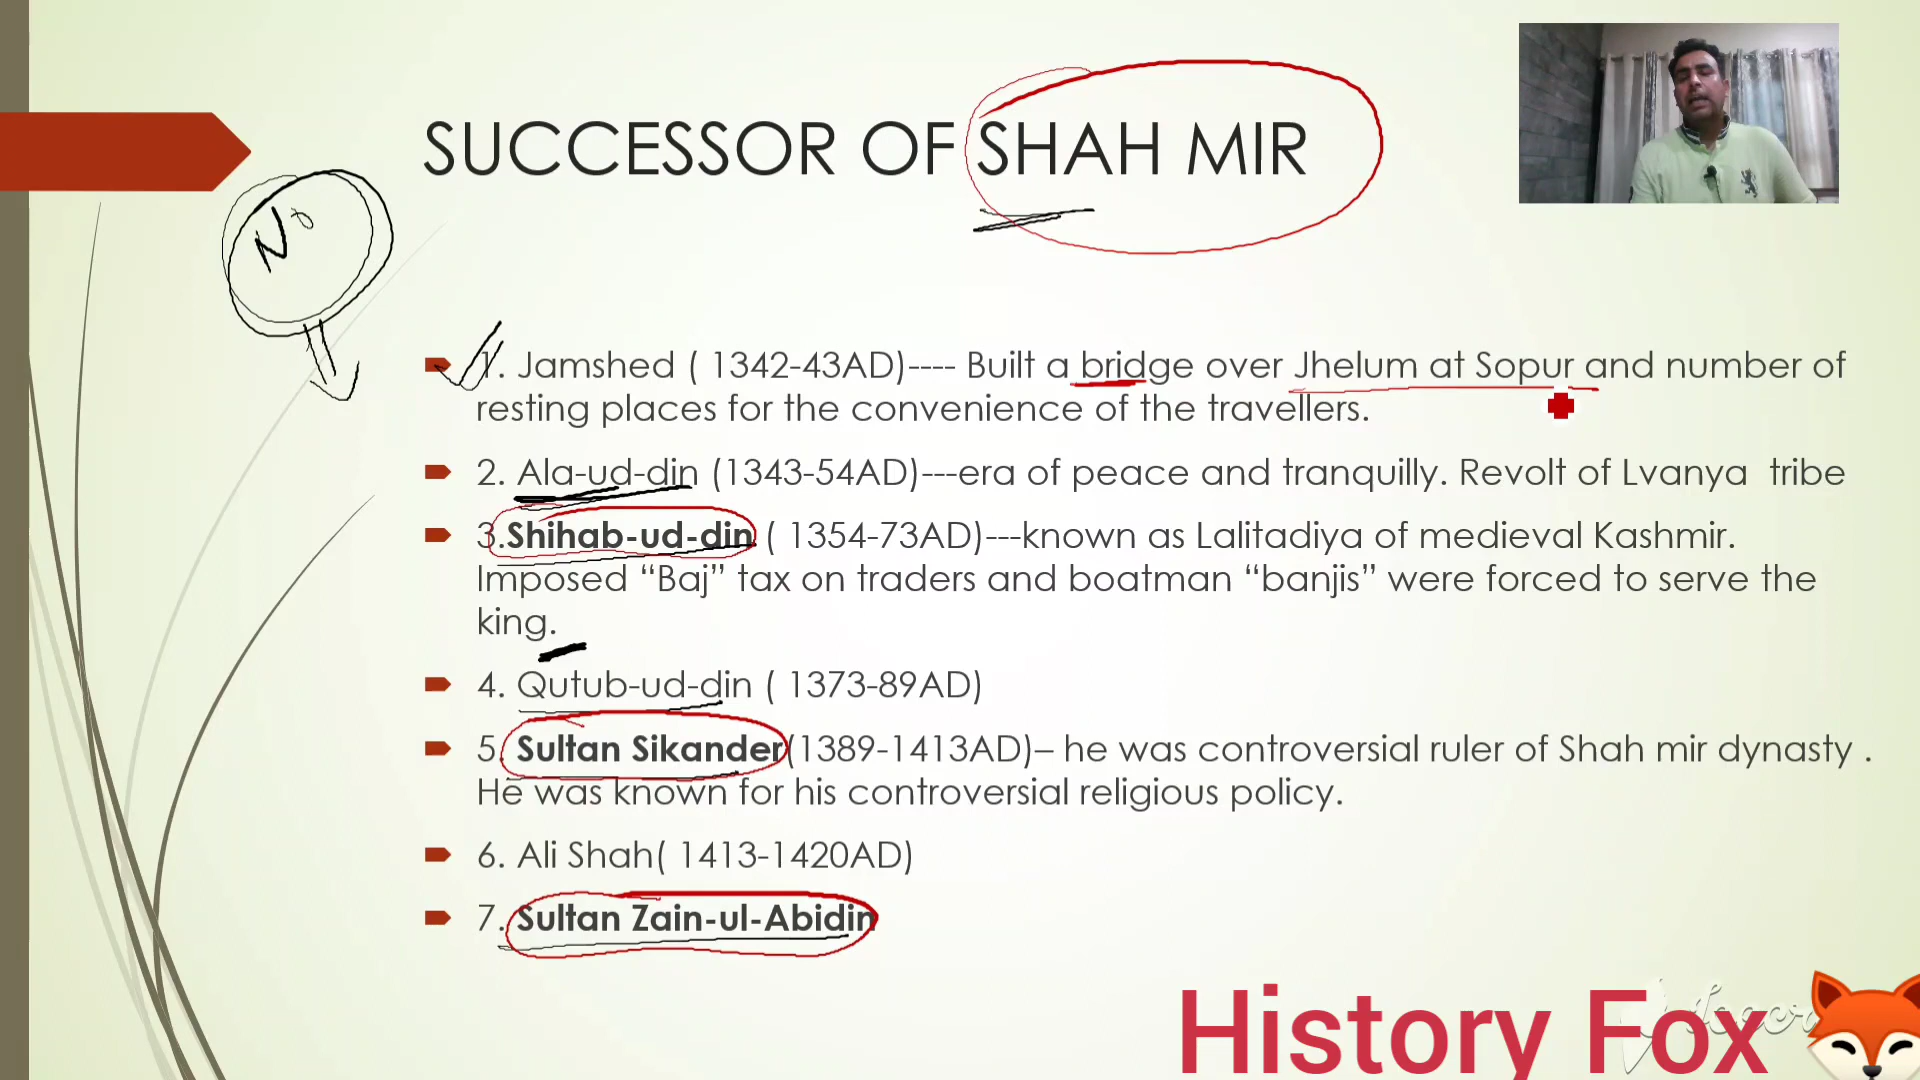 SUCCESSOR OF SHAH MIR
No
1. Jamshed ( 1342-43AD)---- Built a bridge over Jhelum at Sopur and number of
resting places for the convenience of the travellers.
2. Ala-ud-din (1343-54AD)---era of peace and tranquilly. Revolt of Lvanya tribe
3.Shihab-ud-din ( 1354-73AD)---known as Lalitadiya of medieval Kashmir.
Imposed “Baj” tax on traders and boatman “banjis” were forced to serve the
king.
4. Qutub-ud-din ( 1373-89AD)
5. Sultan Sikander(1389-1413AD)– he was controversial ruler of Shah mir dynasty .
He was known for his controversial religious policy.
6. Ali Shah( 1413-1420AD)
7. Sultan Zain-ul-Abidin
History Fox